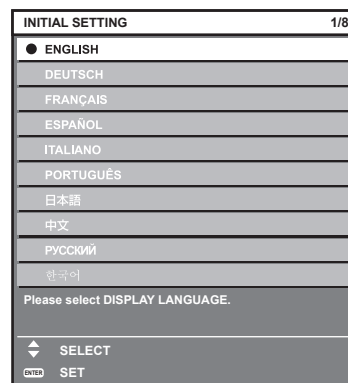 INITIAL SETTING 1/8
ENGLISH
DEUTSCH
FRANÇAIS
ESPAÑOL
ITALIANO
PORTUGUÊS
日本語
中文
РУССКИЙ
한국어
Please select DISPLAY LANGUAGE.
SELECT
ENTER SET